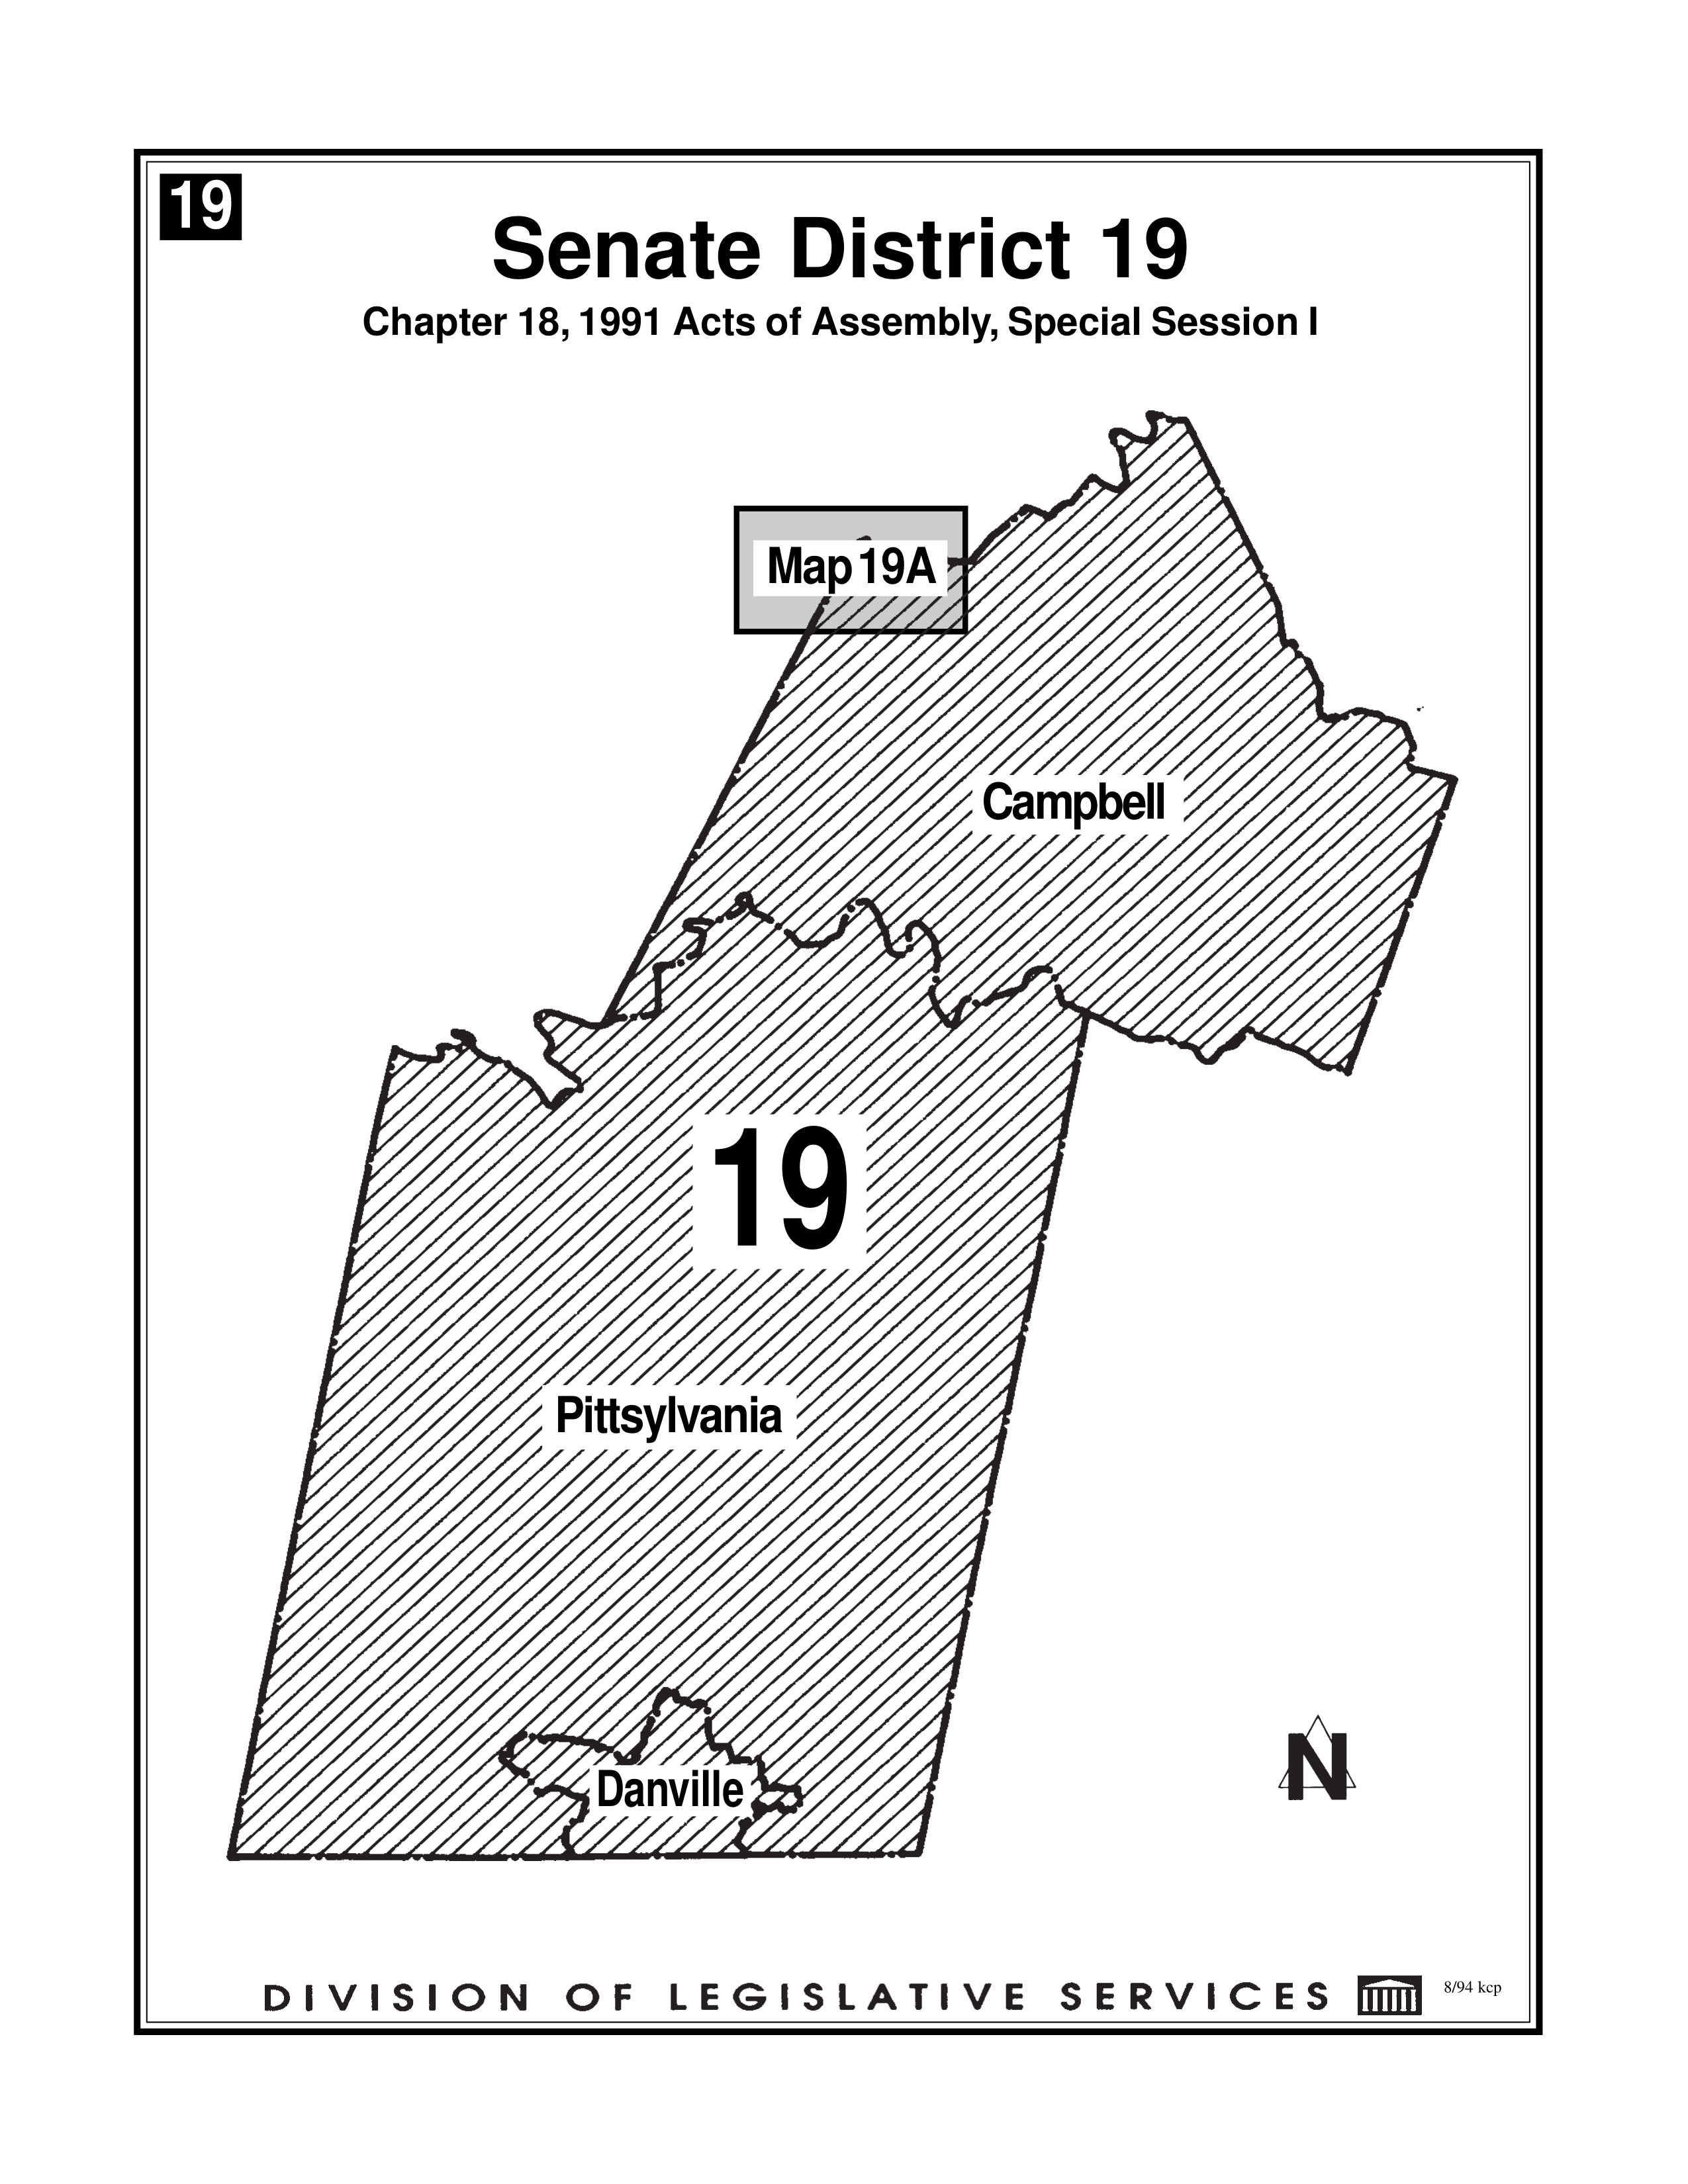 19
Senate District 19
Chapter 18, 1991 Acts of Assembly, Special Session I
Map 19A
Campbell
19
Pittsylvania
Danville
N
DIVISION OF LEGISLATIVE SERVICES
8/94 kcp